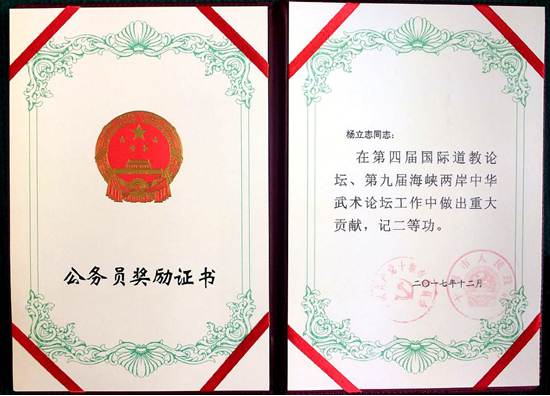 公务员奖励证书
杨立志同志：
在第四届国际道教论
坛、第九届海峡两岸中华
武术论坛工作中做出重大
贡献，记二等功。
二〇一七年十二月